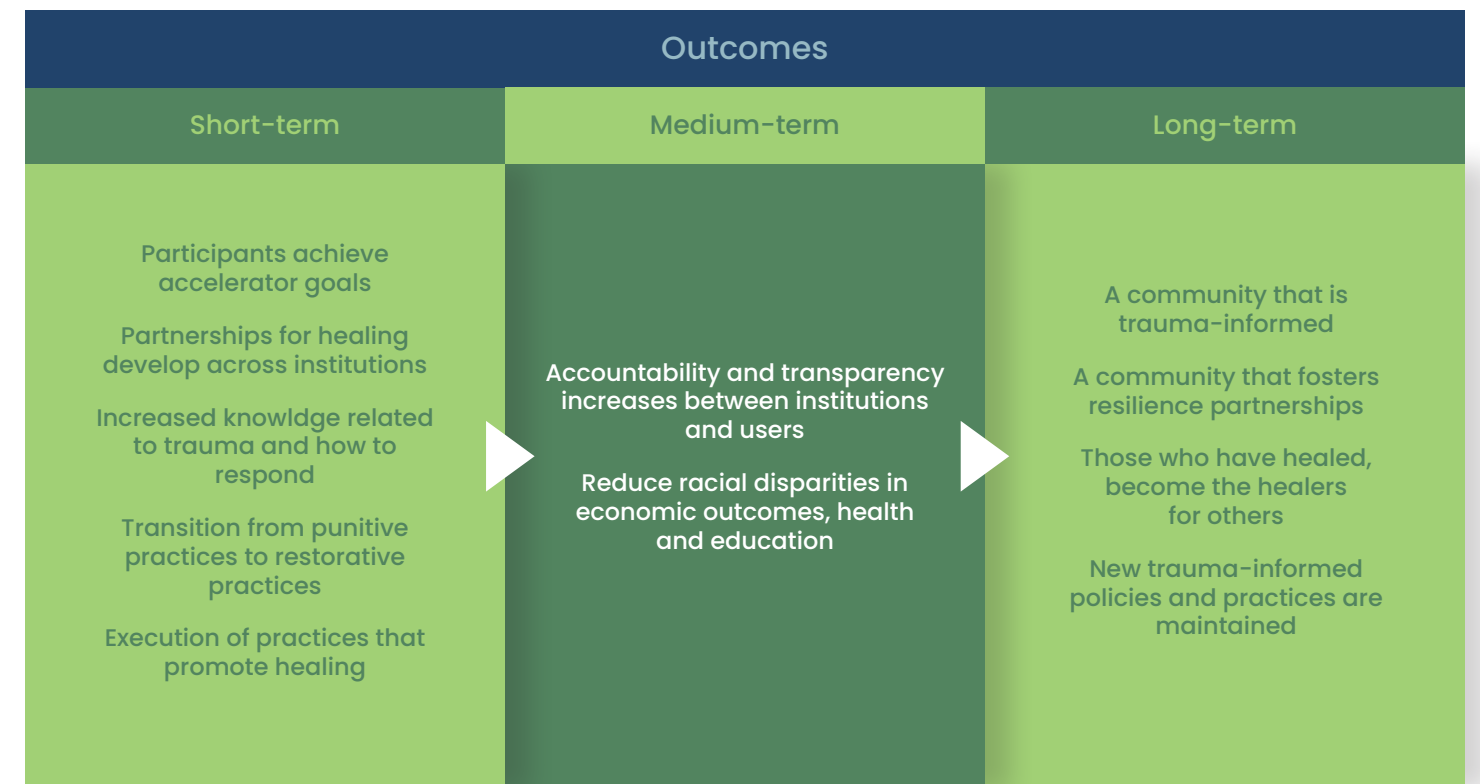 Outcomes
Short-term
Medium-term
Long-term
Participants achieve
accelerator goals
Partnerships for healing
develop across institutions
Increased knowldge related
to trauma and how to
respond
Transition from punitive
practices to restorative
practices
Execution of practices that
promote healing
Accountability and transparency
increases between institutions
and users
Reduce racial disparities in
economic outcomes, health
and education
A community that is
trauma-informed
A community that fosters
resilience partnerships
Those who have healed,
become the healers
for others
New trauma-informed
policies and practices are
maintained